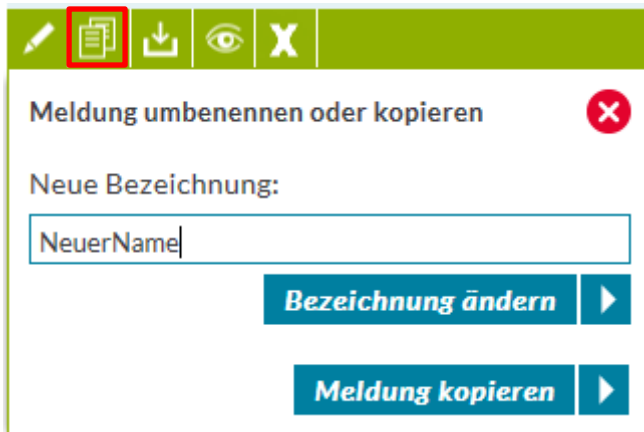 Meldung umbenennen oder kopieren
Neue Bezeichnung:
NeuerName
Bezeichnung ändern
Meldung kopieren